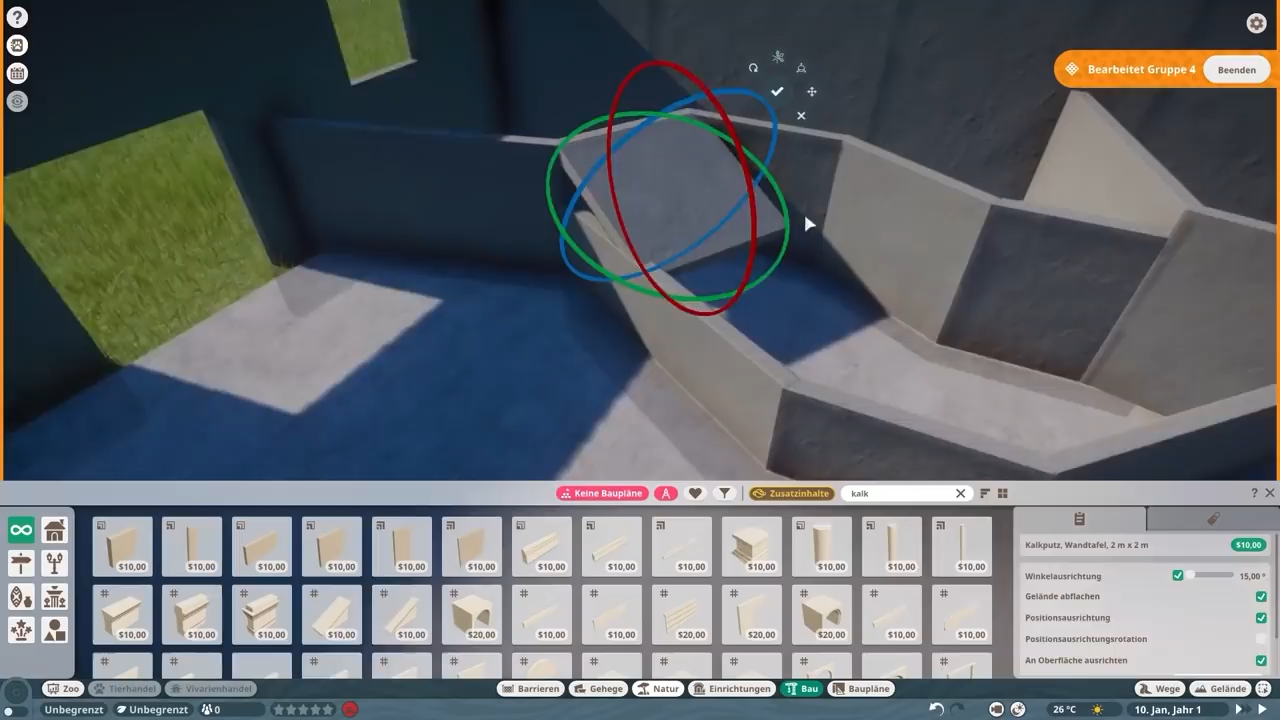 ?
Bearbeitet Gruppe 4
Beenden
Keine Baupläne
A
Zusatzinhalte
kalk
?
$10,00 $10,00 $10,00 $10,00 $10,00 $10,00 $10,00 $10,00 $10,00 $10,00 $10,00 $10,00 $10,00
$10,00 $10,00 $10,00 $10,00 $10,00 $20,00 $10,00 $10,00 $20,00 $20,00 $20,00 $10,00 $10,00
Kalkputz, Wandtafel, 2 m x 2 m
$10,00
Winkelausrichtung
15,00 °
Gelände abflachen
Positionsausrichtung
Positionsausrichtungsrotation
An Oberfläche ausrichten
Zoo
Tierhandel
Vivarienhandel
Barrieren
Gehege
Natur
Einrichtungen
Bau
Baupläne
Wege
Gelände
Unbegrenzt
Unbegrenzt
0
26 °C
10. Jan, Jahr 1